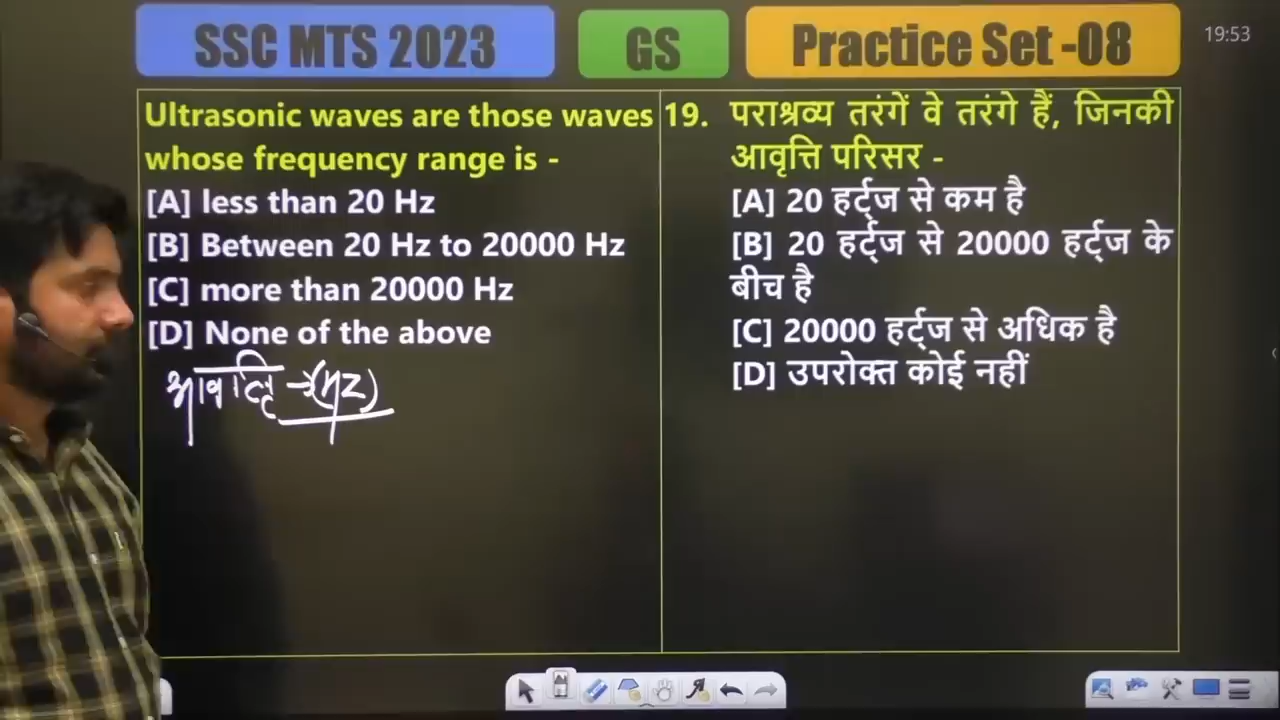 SSC MTS 2023
GS
Practice Set -08
19:53
Ultrasonic waves are those waves
whose frequency range is -
[A] less than 20 Hz
[B] Between 20 Hz to 20000 Hz
[C] more than 20000 Hz
[D] None of the above
आवृत्ति → (Hz)
19. पराश्रव्य तरंगें वे तरंगे हैं, जिनकी
आवृत्ति परिसर -
[A] 20 हर्ट्ज से कम है
[B] 20 हर्ट्ज से 20000 हर्ट्ज के
बीच है
[C] 20000 हर्ट्ज से अधिक है
[D] उपरोक्त कोई नहीं